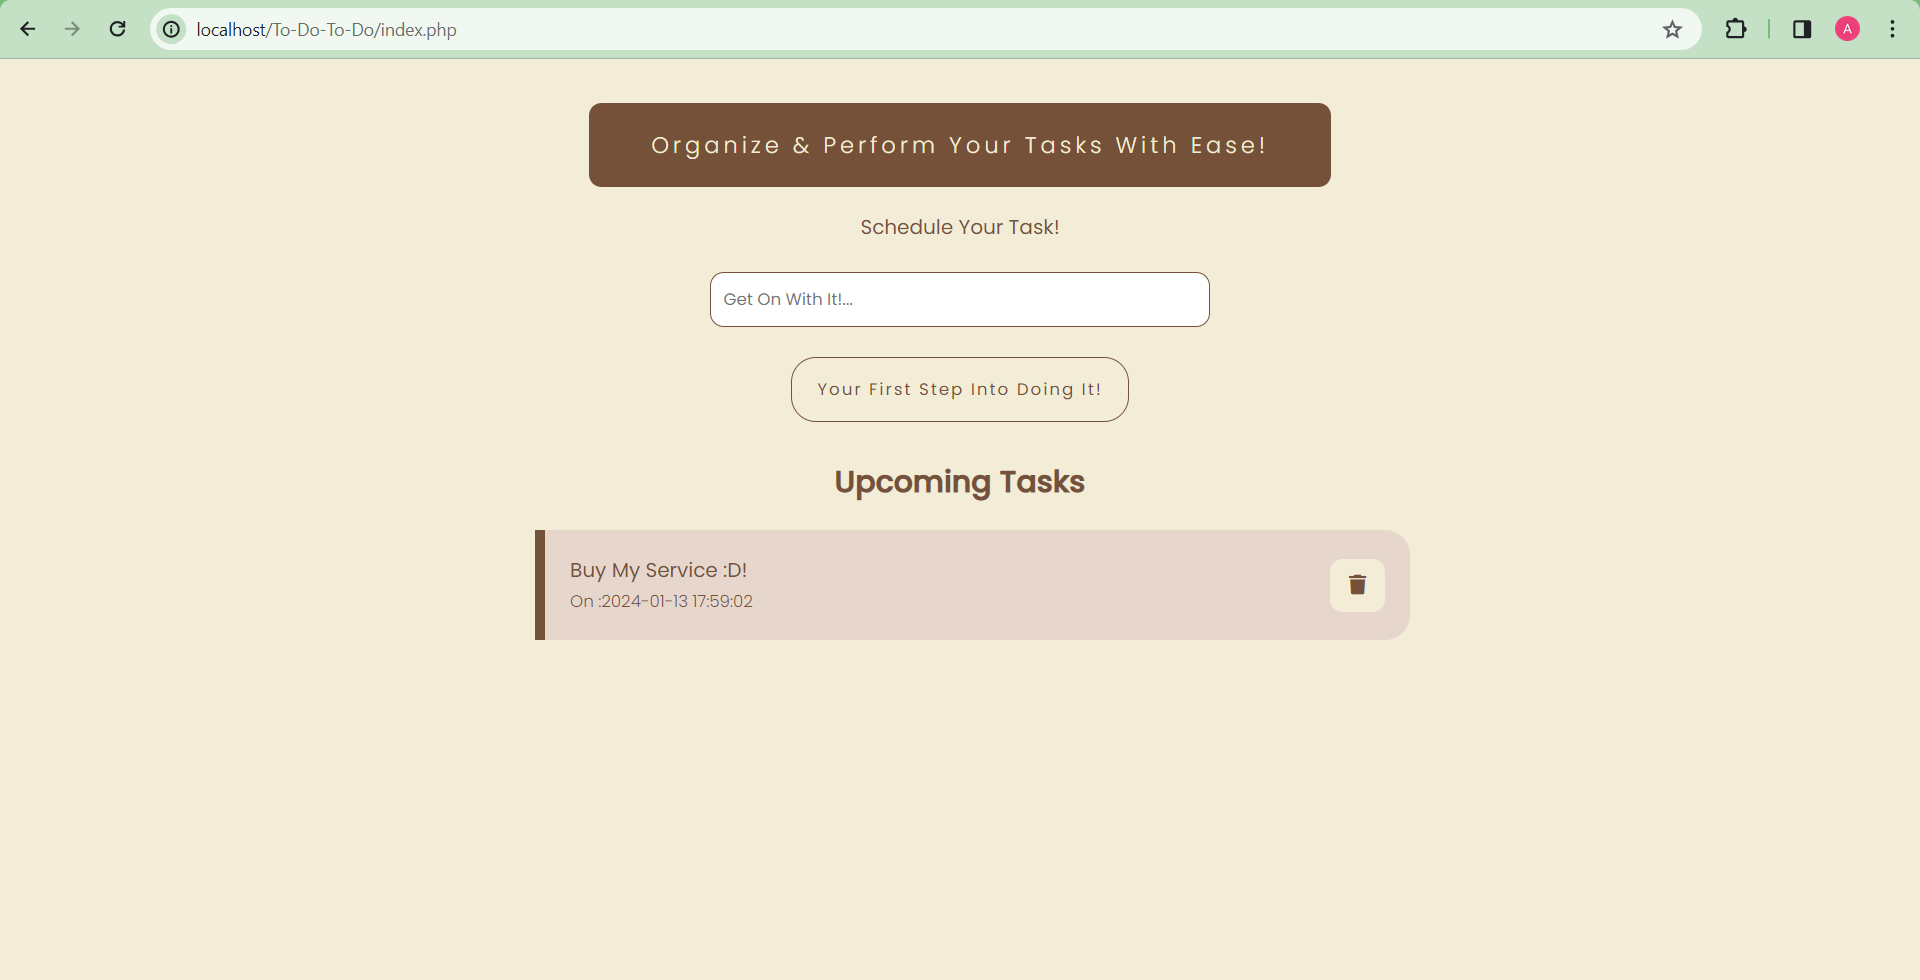 localhost/To-Do-To-Do/index.php
A
Organize & Perform Your Tasks With Ease!
Schedule Your Task!
Get On With It!...
Your First Step Into Doing It!
Upcoming Tasks
Buy My Service :D!
On :2024-01-13 17:59:02